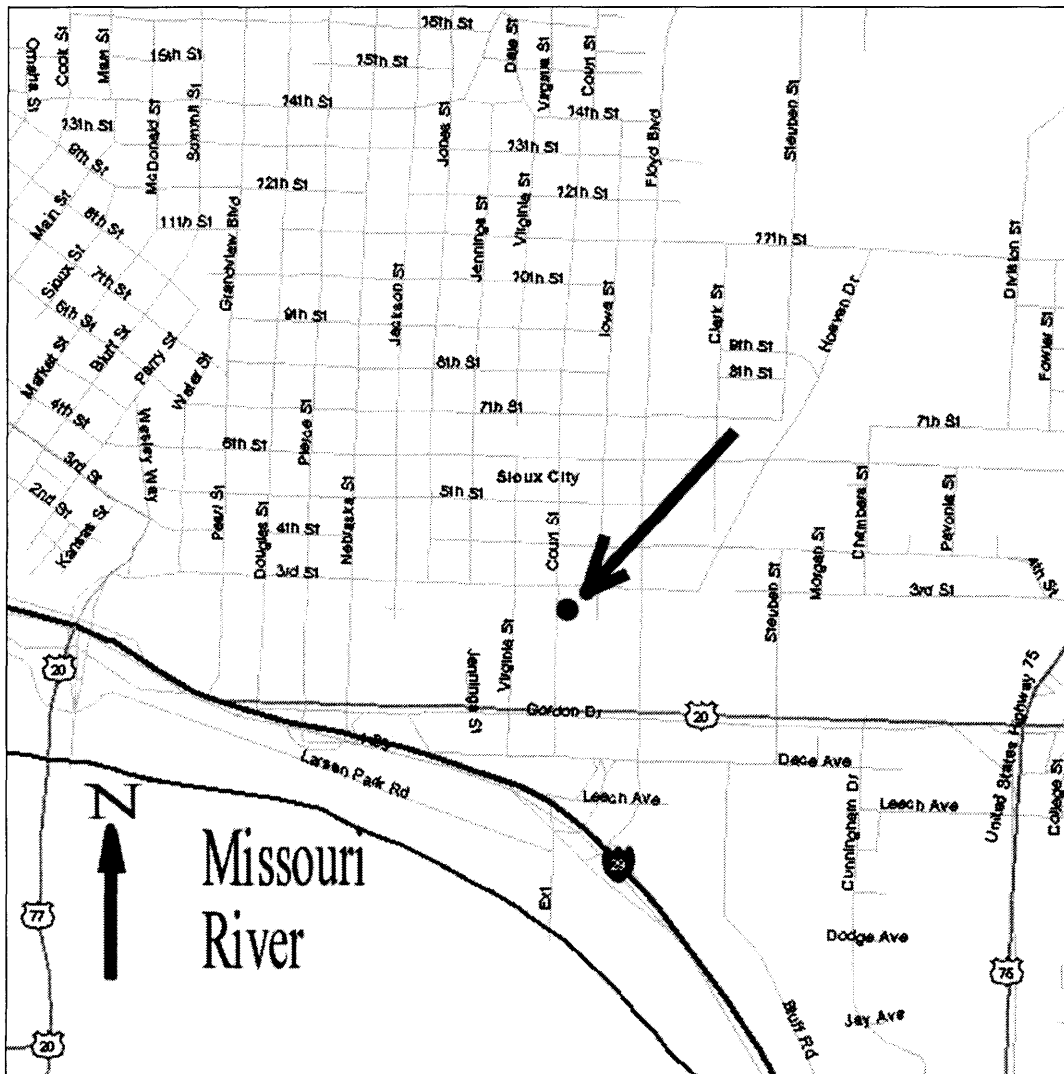 16th St
Omaha St
Cook St
Main St
15th St
15th St
Dale St
Virginia St
Court St
Steuben St
14th St
14th St
13th St
McDonald St
Summit St
Jones St
13th St
Floyd Blvd
9th St
12th St
12th St
Main St
8th St
11th St
Grandview Blvd
Jennings St
Virginia St
11th St
Division St
Sioux St
7th St
10th St
Hoeven Dr
6th St
9th St
Jackson St
Iowa St
Clark St
Fowler St
Market St
Bluff St
Parry St
Water St
8th St
9th St
8th St
4th St
Wesley Way
7th St
7th St
3rd St
6th St
Pierce St
Sioux City
2nd St
Kansas St
Pearl St
Douglas St
Nebraska St
5th St
4th St
Court St
Morgan St
Chambers St
Pavonia St
3rd St
Steuben St
3rd St
4th St
20
Jennings St
Virginia St
Gordon Dr
20
United States Highway 75
Larsen Park Rd
Dace Ave
N
Leech Ave
Cunningham Dr
Leech Ave
College St
Missouri
River
77
Exit
Dodge Ave
75
20
Bluff Rd
Jay Ave